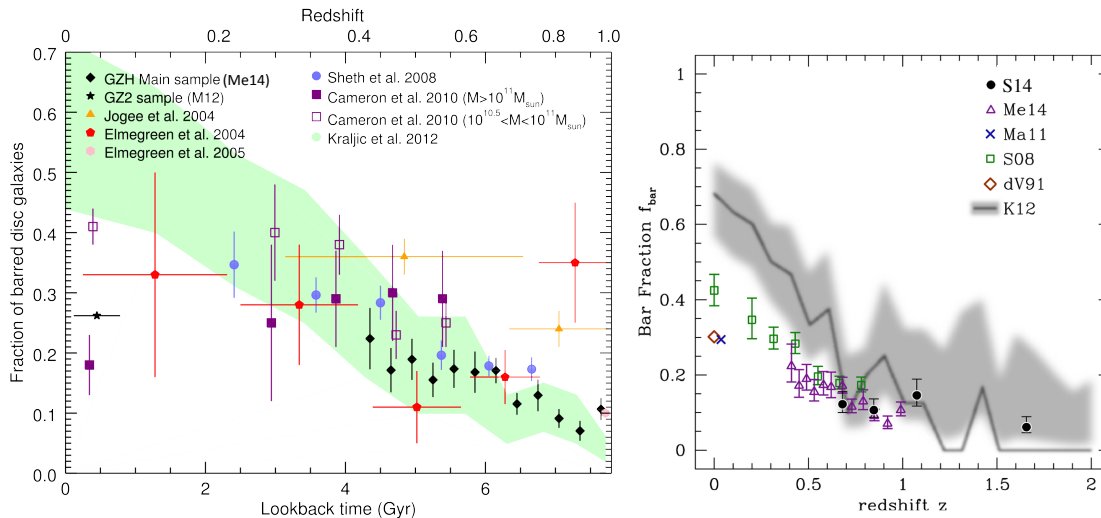 Redshift
0 0.2 0.4 0.6 0.8 1.0
0.7
0.6
0.5
0.4
0.3
0.2
0.1
0.0
Fraction of barred disc galaxies
GZH Main sample (Me14)
GZ2 sample (M12)
Jogee et al. 2004
Elmegreen et al. 2004
Elmegreen et al. 2005
Sheth et al. 2008
Cameron et al. 2010 (M>10¹¹M_sun)
Cameron et al. 2010 (10^10.5<M<10¹¹M_sun)
Kraljic et al. 2012
0 2 4 6
Lookback time (Gyr)
1
0.8
0.6
0.4
0.2
0
Bar Fraction f_bar
S14
Me14
Ma11
S08
dV91
K12
0 0.5 1 1.5 2
redshift z